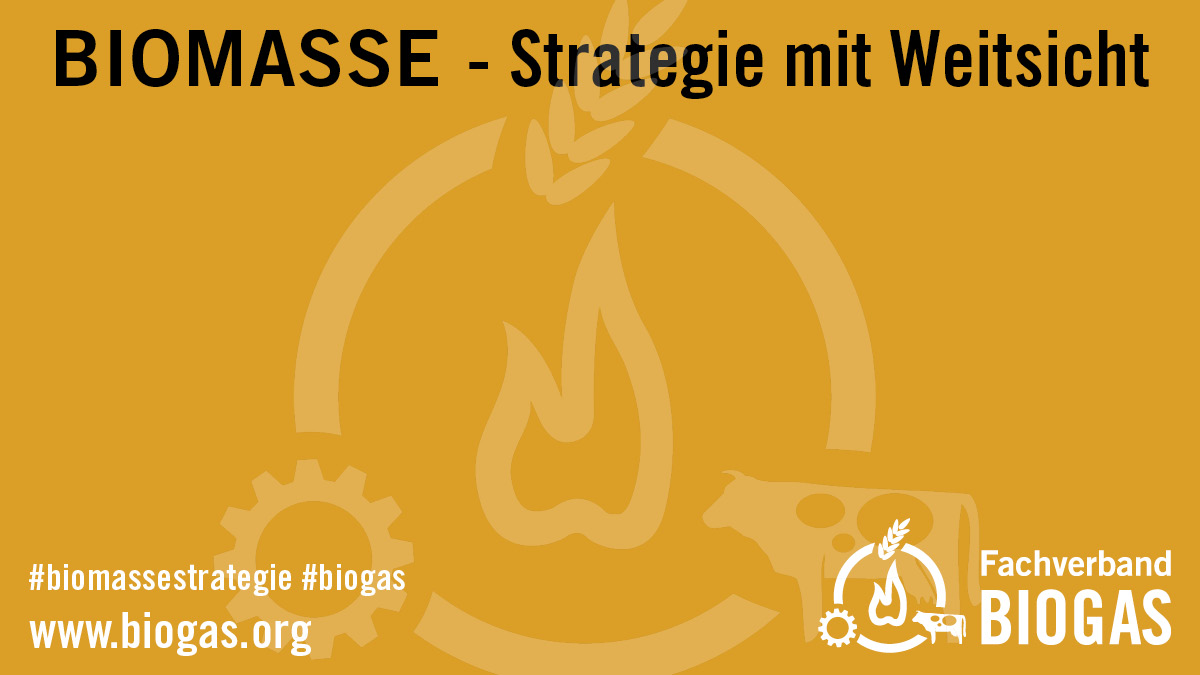 BIOMASSE - Strategie mit Weitsicht
#biomassestrategie #biogas
www.biogas.org
Fachverband
BIOGAS